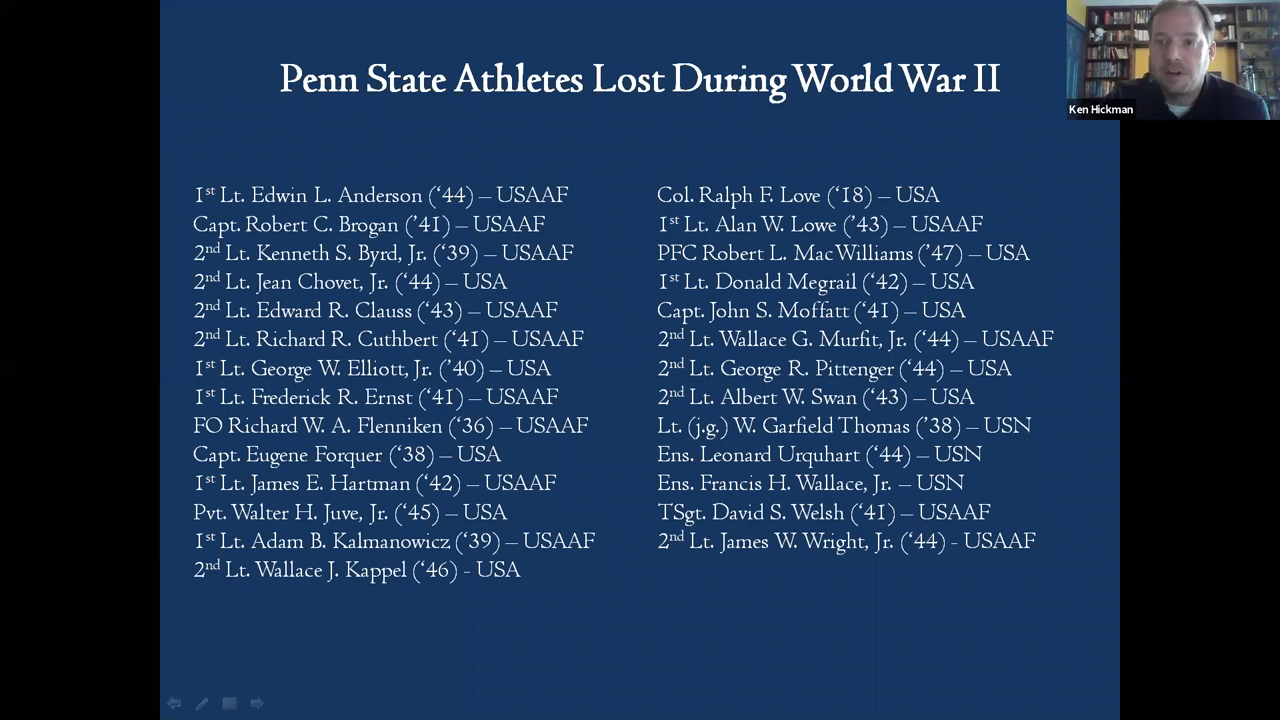 Penn State Athletes Lost During World War II
Ken Hickman
1st Lt. Edwin L. Anderson (‘44) – USAAF
Capt. Robert C. Brogan (’41) – USAAF
2nd Lt. Kenneth S. Byrd, Jr. (‘39) – USAAF
2nd Lt. Jean Chovet, Jr. (‘44) – USA
2nd Lt. Edward R. Clauss (‘43) – USAAF
2nd Lt. Richard R. Cuthbert (‘41) – USAAF
1st Lt. George W. Elliott, Jr. (’40) – USA
1st Lt. Frederick R. Ernst (‘41) – USAAF
FO Richard W. A. Flenniken (‘36) – USAAF
Capt. Eugene Forquer (‘38) – USA
1st Lt. James E. Hartman (‘42) – USAAF
Pvt. Walter H. Juve, Jr. (‘45) – USA
1st Lt. Adam B. Kalmanowicz (‘39) – USAAF
2nd Lt. Wallace J. Kappel (‘46) - USA
Col. Ralph F. Love (‘18) – USA
1st Lt. Alan W. Lowe (’43) – USAAF
PFC Robert L. MacWilliams (’47) – USA
1st Lt. Donald Megrail (‘42) – USA
Capt. John S. Moffatt (‘41) – USA
2nd Lt. Wallace G. Murfit, Jr. (‘44) – USAAF
2nd Lt. George R. Pittenger (‘44) – USA
2nd Lt. Albert W. Swan (‘43) – USA
Lt. (j.g.) W. Garfield Thomas (’38) – USN
Ens. Leonard Urquhart (‘44) – USN
Ens. Francis H. Wallace, Jr. – USN
TSgt. David S. Welsh (‘41) – USAAF
2nd Lt. James W. Wright, Jr. (‘44) - USAAF